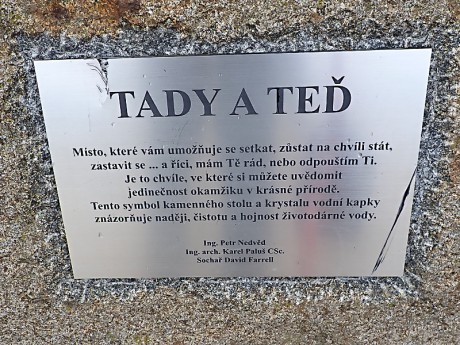 TADY A TEĎ
Místo, které vám umožňuje se setkat, zůstat na chvíli stát,
zastavit se ... a říci, mám Tě rád, nebo odpouštím Ti.
Je to chvíle, ve které si můžete uvědomit
jedinečnost okamžiku v krásné přírodě.
Tento symbol kamenného stolu a krystalu vodní kapky
znázorňuje naději, čistotu a hojnost životodárné vody.
Ing. Petr Nedvěd
Ing. arch. Karel Paluš CSc.
Sochař David Farrell